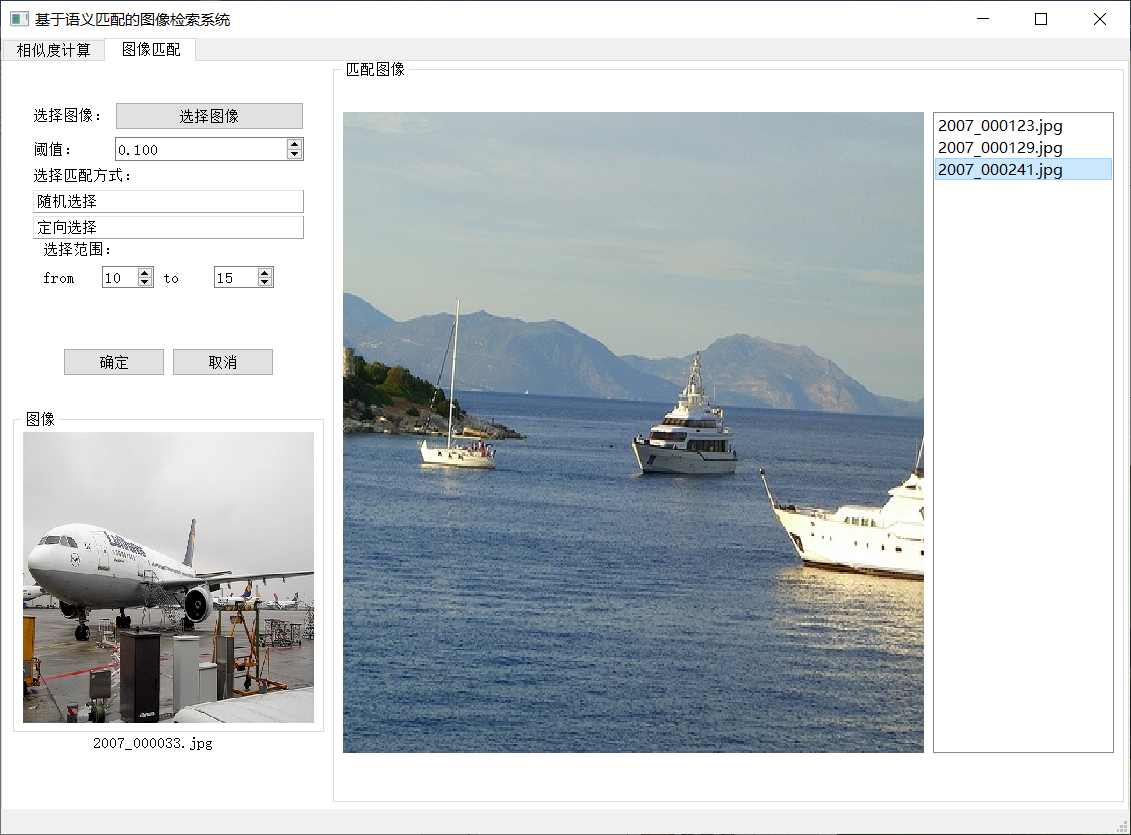 基于语义匹配的图像检索系统
相似度计算 图像匹配
选择图像： 选择图像
阈值： 0.100
选择匹配方式：
随机选择
定向选择
选择范围：
from 10 to 15
确定 取消
图像
Lufthansa
2007_000033.jpg
匹配图像
2007_000123.jpg
2007_000129.jpg
2007_000241.jpg